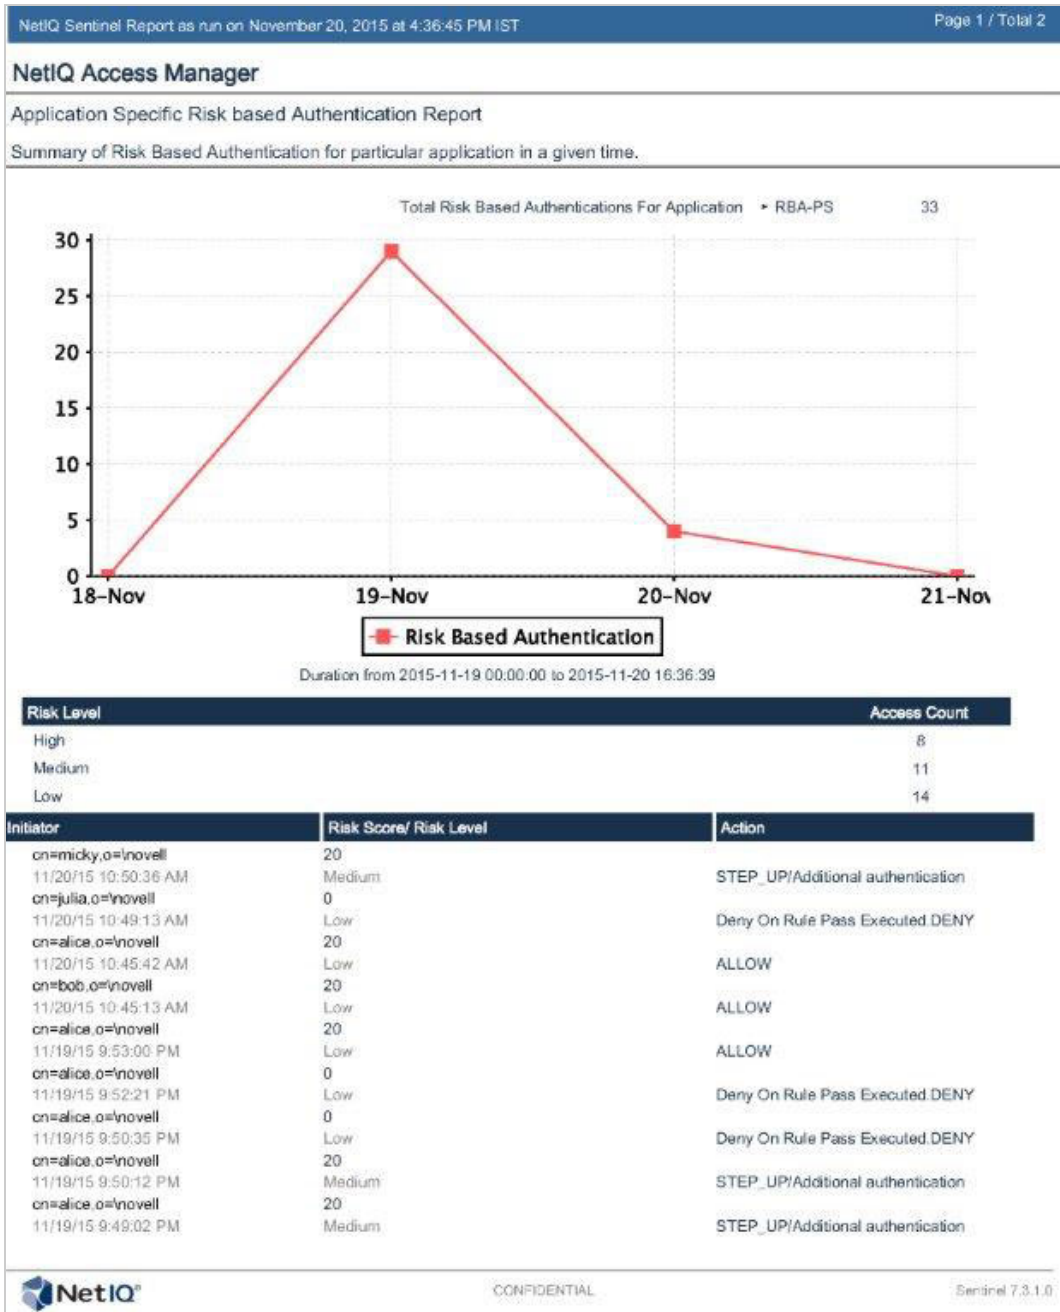 NetIQ Sentinel Report as run on November 20, 2015 at 4:36:45 PM IST Page 1 / Total 2
NetIQ Access Manager
Application Specific Risk based Authentication Report
Summary of Risk Based Authentication for particular application in a given time.
Total Risk Based Authentications For Application ▸ RBA-PS 33
30
25
20
15
10
5
0
18-Nov 19-Nov 20-Nov 21-Nov
Risk Based Authentication
Duration from 2015-11-19 00:00:00 to 2015-11-20 16:36:39
Risk Level Access Count
High 8
Medium 11
Low 14
Initiator Risk Score/ Risk Level Action
cn=micky,o=\novell 20
11/20/15 10:50:36 AM Medium STEP_UP/Additional authentication
cn=julia,o=\novell 0
11/20/15 10:49:13 AM Low Deny On Rule Pass Executed.DENY
cn=alice,o=\novell 20
11/20/15 10:45:42 AM Low ALLOW
cn=bob,o=\novell 20
11/20/15 10:45:13 AM Low ALLOW
cn=alice,o=\novell 20
11/19/15 9:53:00 PM Low ALLOW
cn=alice,o=\novell 0
11/19/15 9:52:21 PM Low Deny On Rule Pass Executed.DENY
cn=alice,o=\novell 0
11/19/15 9:50:35 PM Low Deny On Rule Pass Executed.DENY
cn=alice,o=\novell 20
11/19/15 9:50:12 PM Medium STEP_UP/Additional authentication
cn=alice,o=\novell 20
11/19/15 9:49:02 PM Medium STEP_UP/Additional authentication
NetIQ® CONFIDENTIAL Sentinel 7.3.1.0